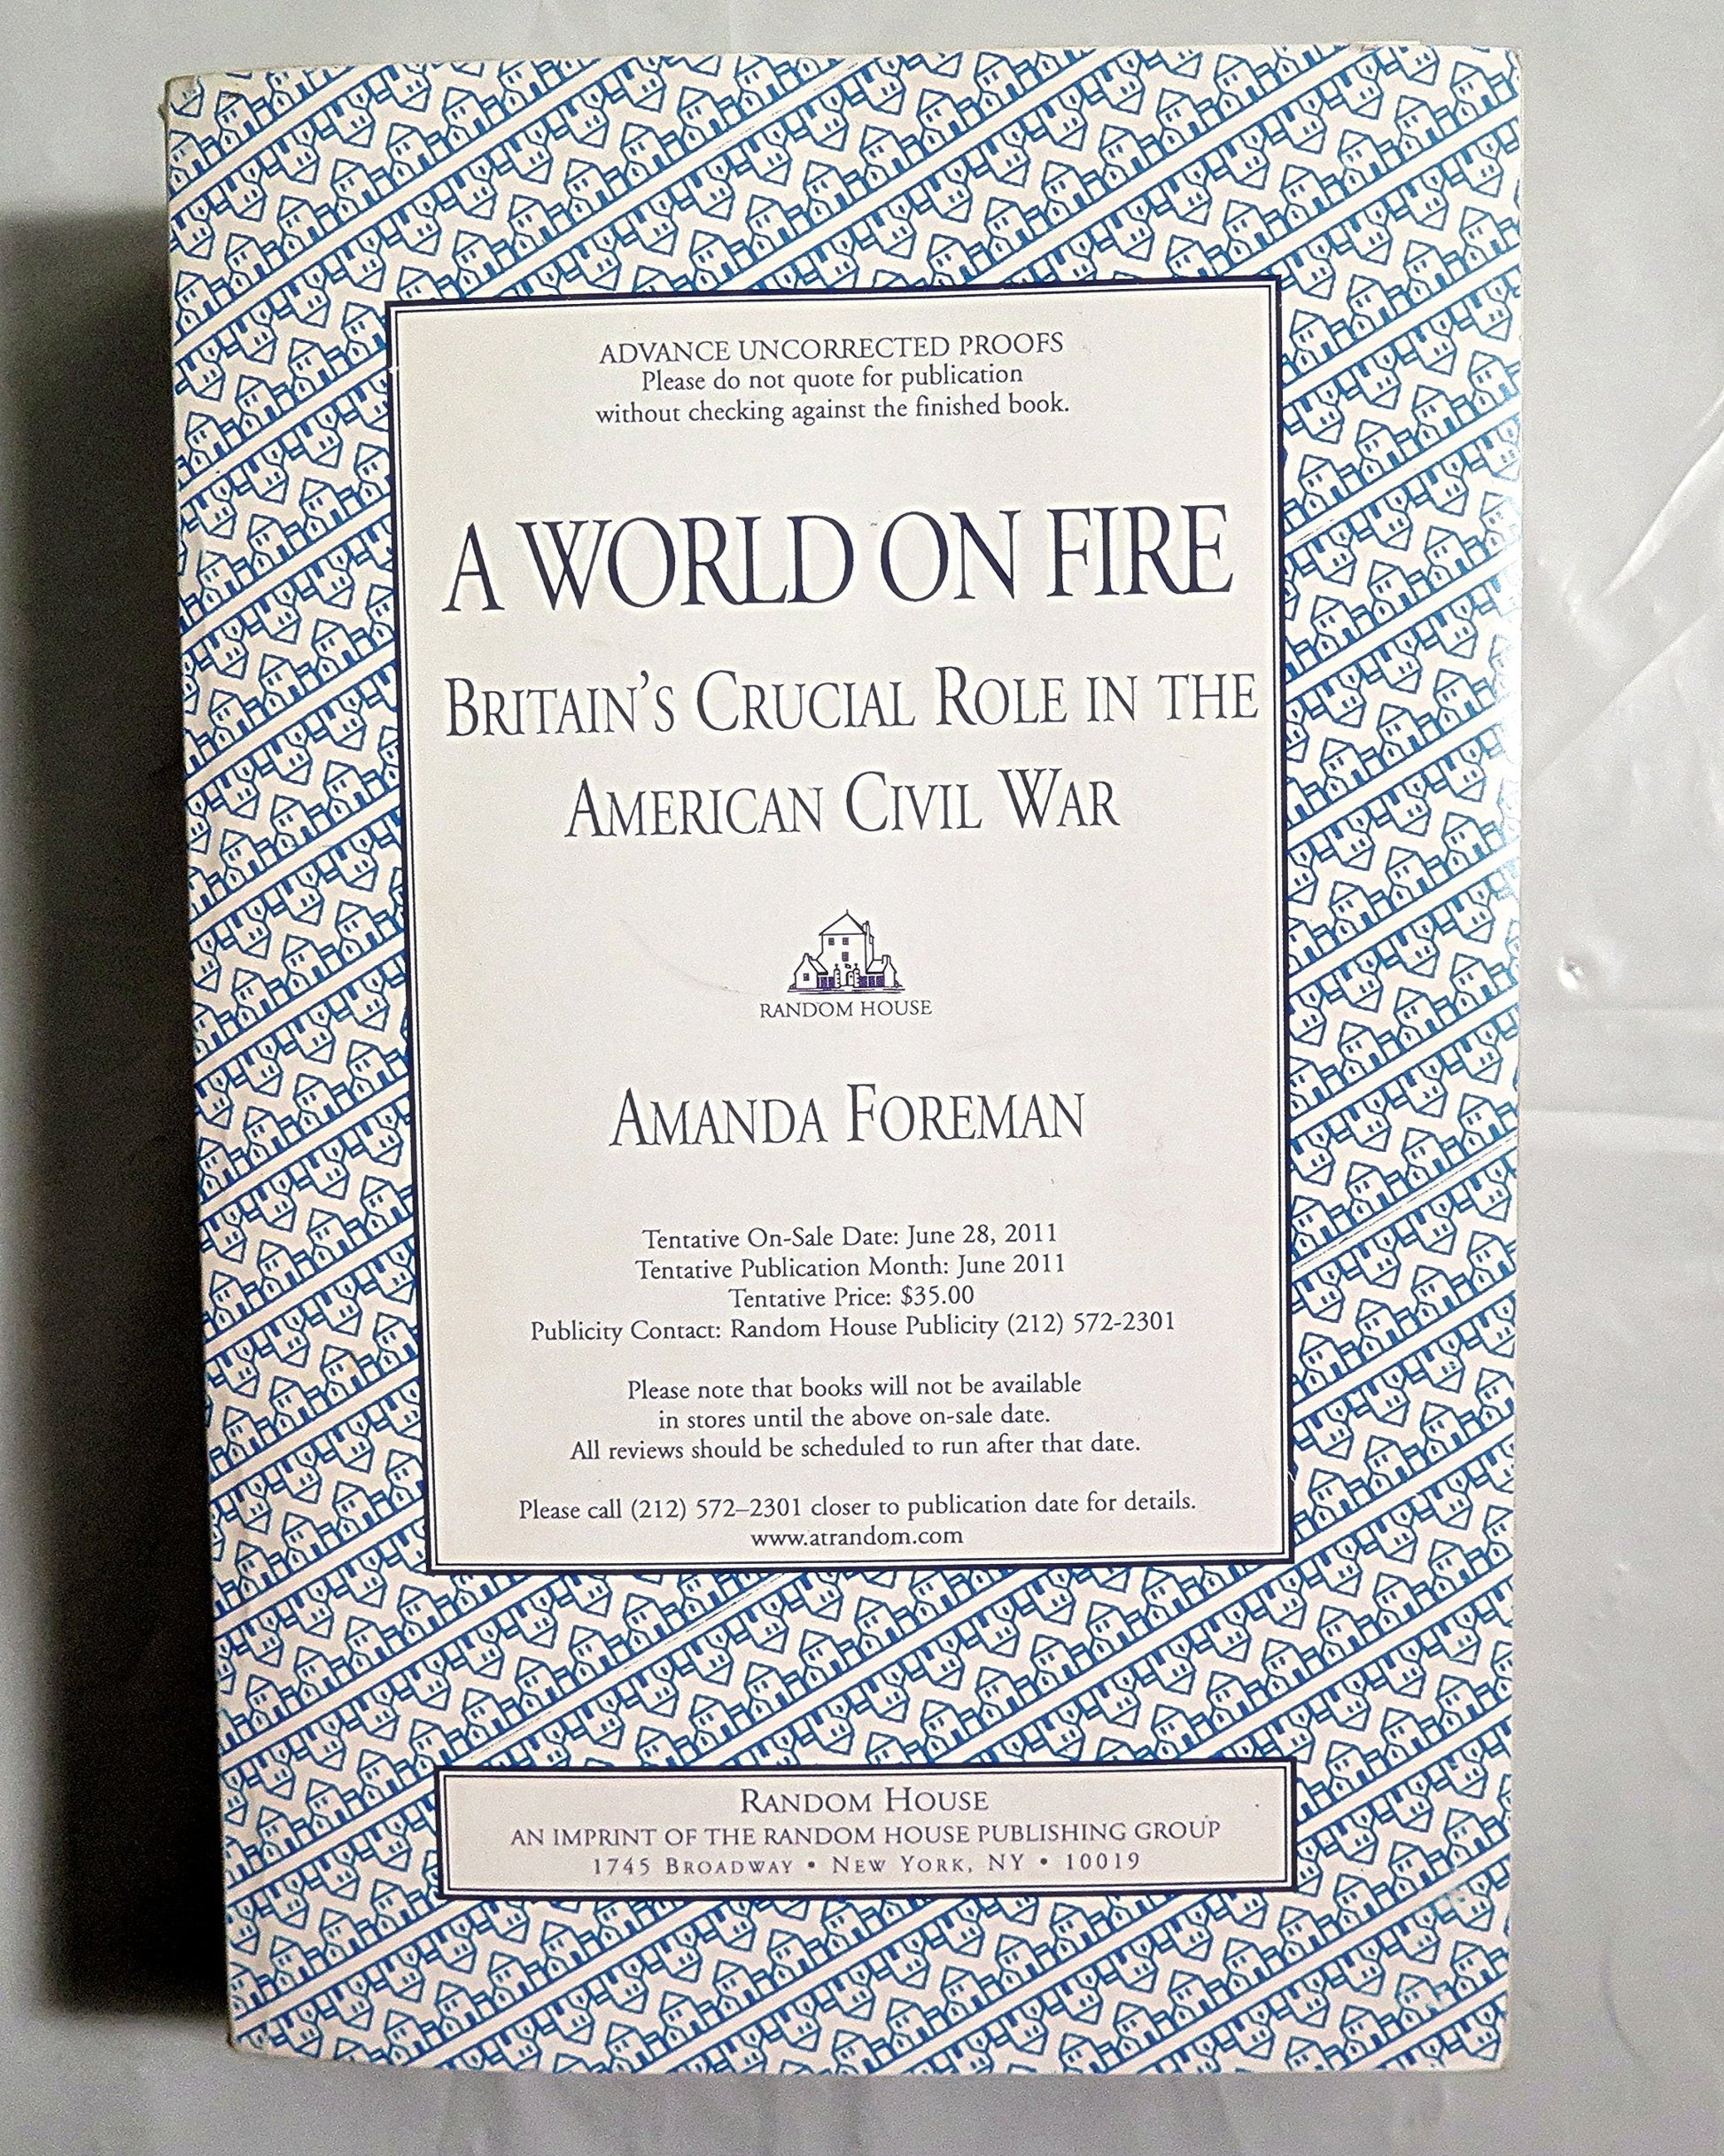 ADVANCE UNCORRECTED PROOFS
Please do not quote for publication
without checking against the finished book.
A WORLD ON FIRE
BRITAIN'S CRUCIAL ROLE IN THE
AMERICAN CIVIL WAR
RANDOM HOUSE
AMANDA FOREMAN
Tentative On-Sale Date: June 28, 2011
Tentative Publication Month: June 2011
Tentative Price: $35.00
Publicity Contact: Random House Publicity (212) 572-2301
Please note that books will not be available
in stores until the above on-sale date.
All reviews should be scheduled to run after that date.
Please call (212) 572–2301 closer to publication date for details.
www.atrandom.com
RANDOM HOUSE
AN IMPRINT OF THE RANDOM HOUSE PUBLISHING GROUP
1745 BROADWAY • NEW YORK, NY • 10019